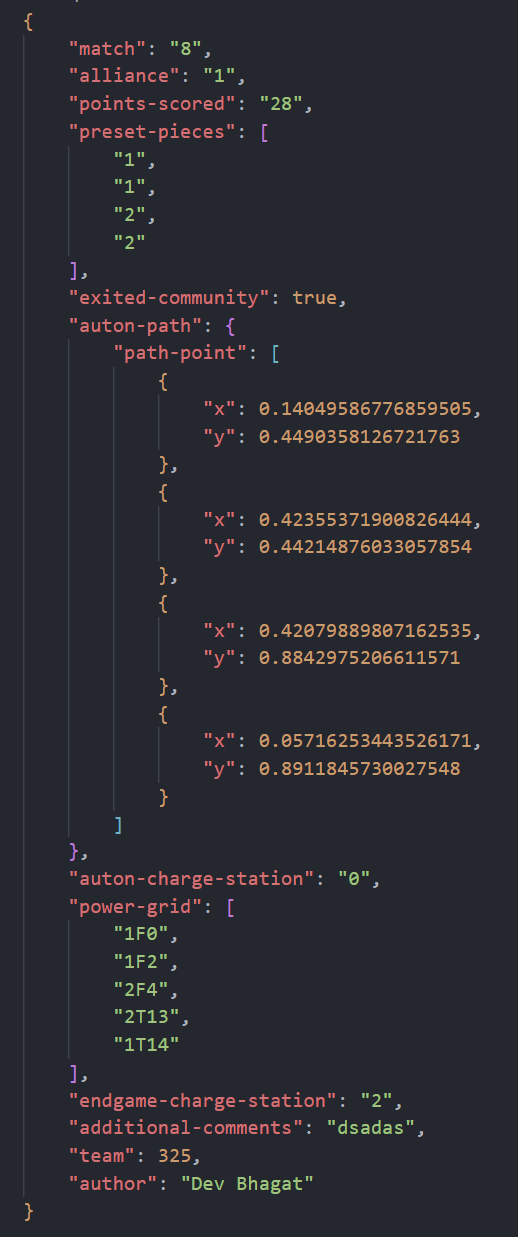 {
"match": "8",
"alliance": "1",
"points-scored": "28",
"preset-pieces": [
"1",
"1",
"2",
"2"
],
"exited-community": true,
"auton-path": {
"path-point": [
{
"x": 0.14049586776859505,
"y": 0.4490358126721763
},
{
"x": 0.42355371900826444,
"y": 0.44214876033057854
},
{
"x": 0.42079889807162535,
"y": 0.8842975206611571
},
{
"x": 0.05716253443526171,
"y": 0.8911845730027548
}
]
},
"auton-charge-station": "0",
"power-grid": [
"1F0",
"1F2",
"2F4",
"2T13",
"1T14"
],
"endgame-charge-station": "2",
"additional-comments": "dsadas",
"team": 325,
"author": "Dev Bhagat"
}